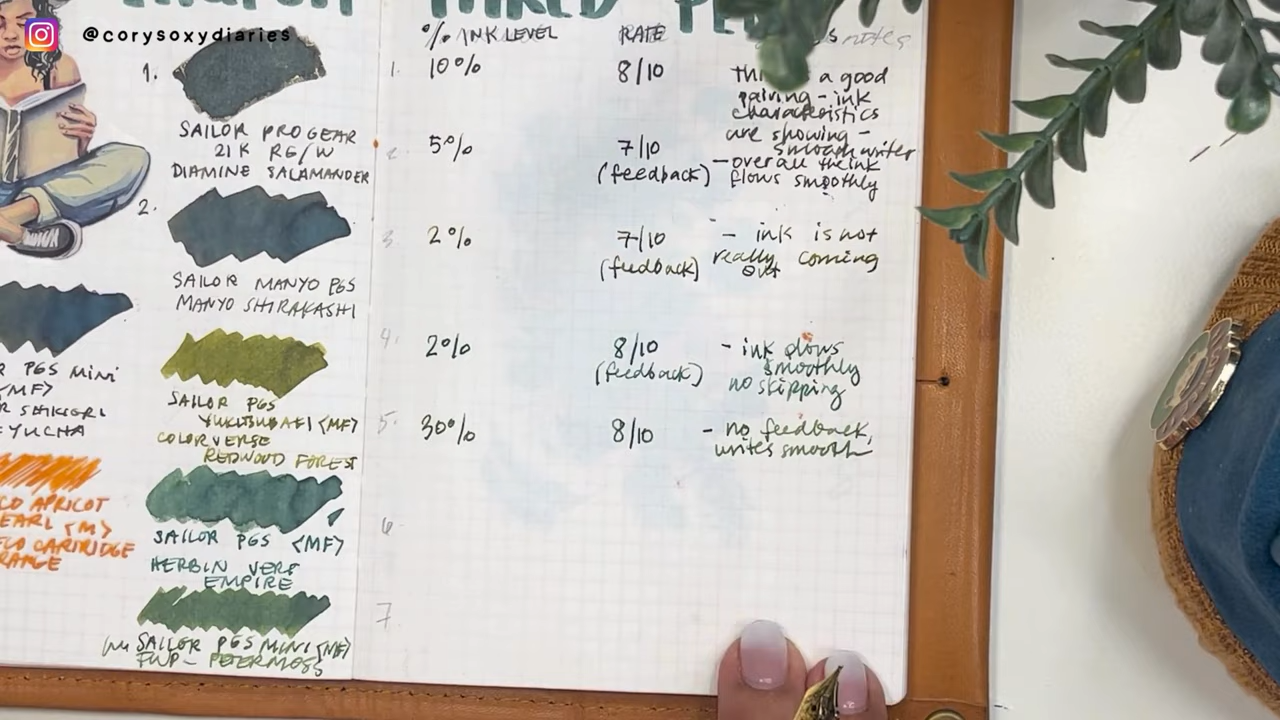 @corysoxydiaries
INKED PE
% INK LEVEL RATE notes
1.
SAILOR PRO GEAR
21K RG/W
DIAMINE SALAMANDER
2.
SAILOR MANYO PGS
MANYO SHIRAKASHI
PGS MINI
<MF>
SHIKIORI
YUCHA
SAILOR PGS
<MF>
COLORVERSE
REDWOOD FOREST
APRICOT
PEARL <M>
CARTRIDGE
SAILOR PGS <MF>
HERBIN VERT
EMPIRE
SAILOR PGS MINI <MF>
FWP - PETERMOSS
1. 10% 8/10
a good
pairing - ink
characteristics
are showing -
smooth writer
2. 5% 7/10
(feedback)
- overall the ink
flows smoothly
3. 2% 7/10
(feedback)
- ink is not
really coming
out
4. 2% 8/10
(feedback)
- ink flows
smoothly
no skipping
5. 30% 8/10
- no feedback,
writes smooth
6.
7.